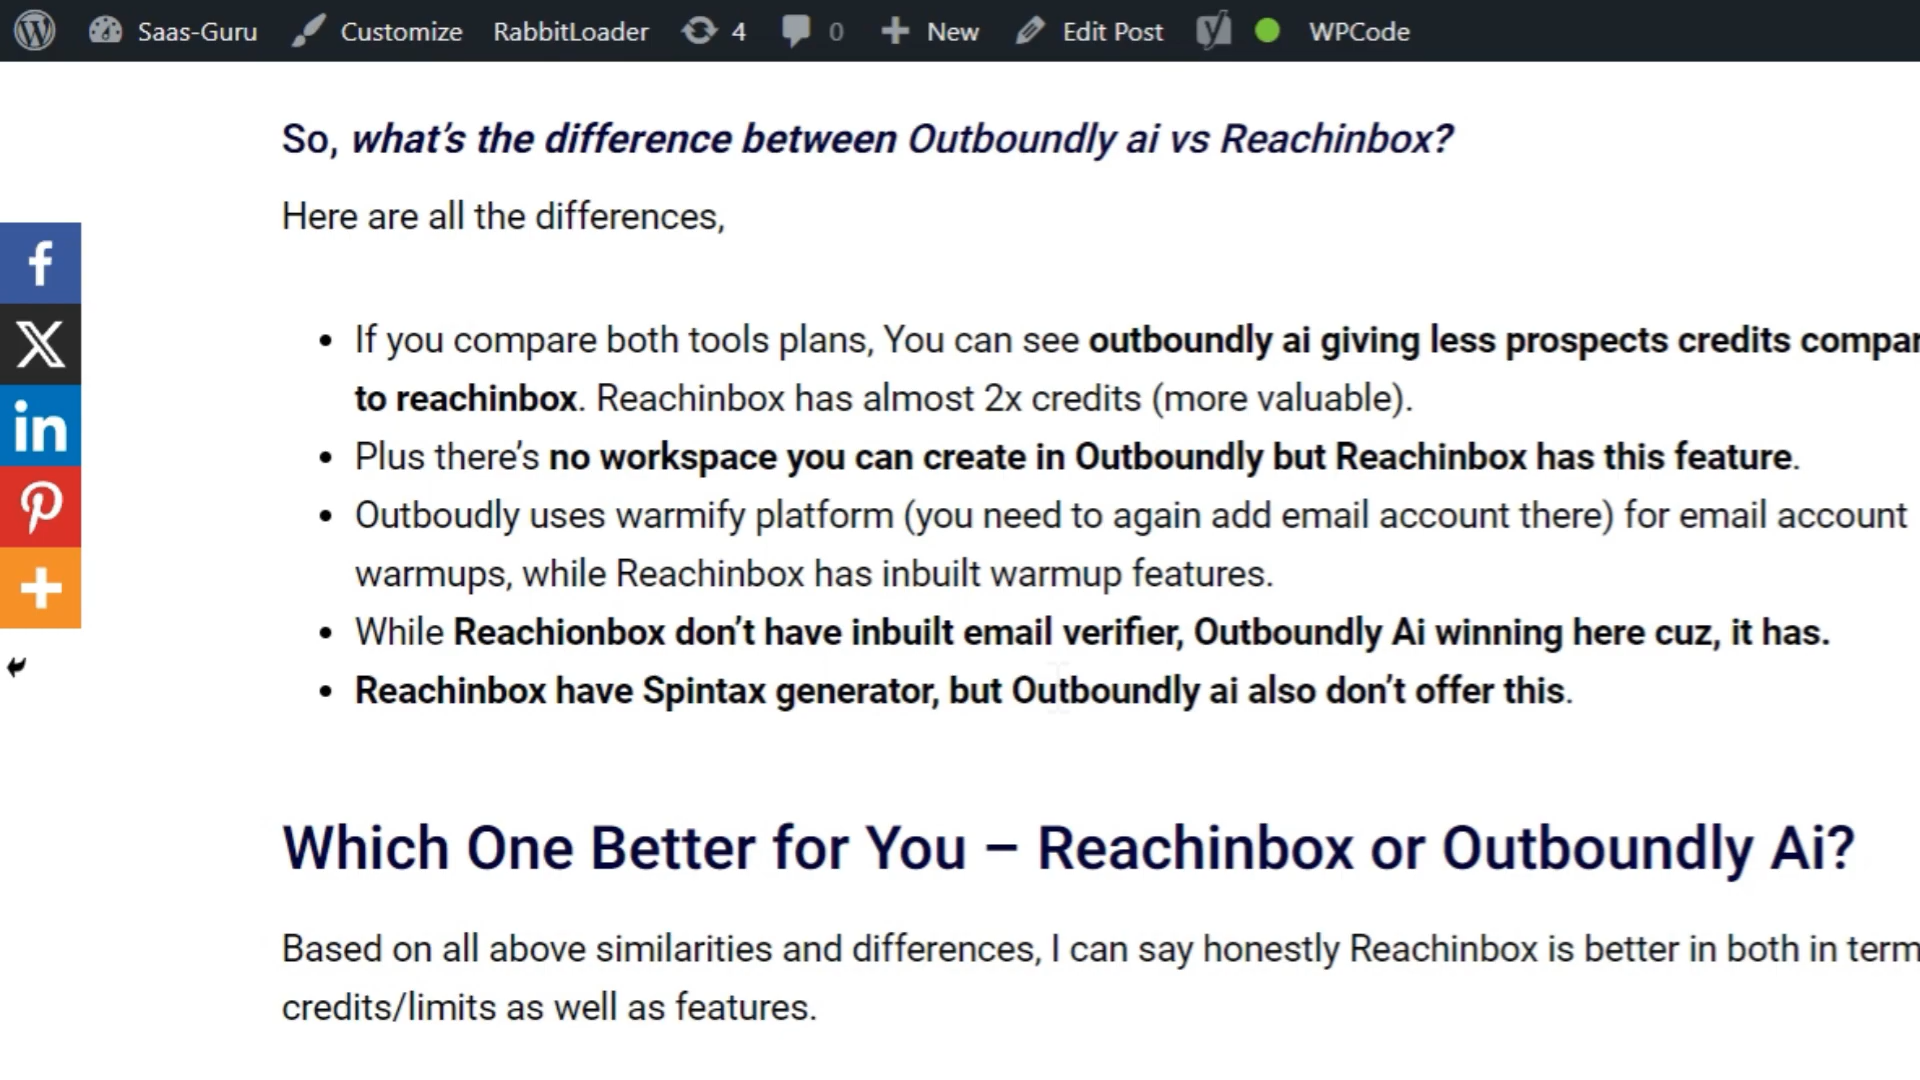 Saas-Guru Customize RabbitLoader 4 0 New Edit Post WPCode
So, what's the difference between Outboundly ai vs Reachinbox?
Here are all the differences,
If you compare both tools plans, You can see outboundly ai giving less prospects credits compar
to reachinbox. Reachinbox has almost 2x credits (more valuable).
Plus there's no workspace you can create in Outboundly but Reachinbox has this feature.
Outboudly uses warmify platform (you need to again add email account there) for email account
warmups, while Reachinbox has inbuilt warmup features.
While Reachionbox don't have inbuilt email verifier, Outboundly Ai winning here cuz, it has.
Reachinbox have Spintax generator, but Outboundly ai also don't offer this.
Which One Better for You – Reachinbox or Outboundly Ai?
Based on all above similarities and differences, I can say honestly Reachinbox is better in both in term
credits/limits as well as features.